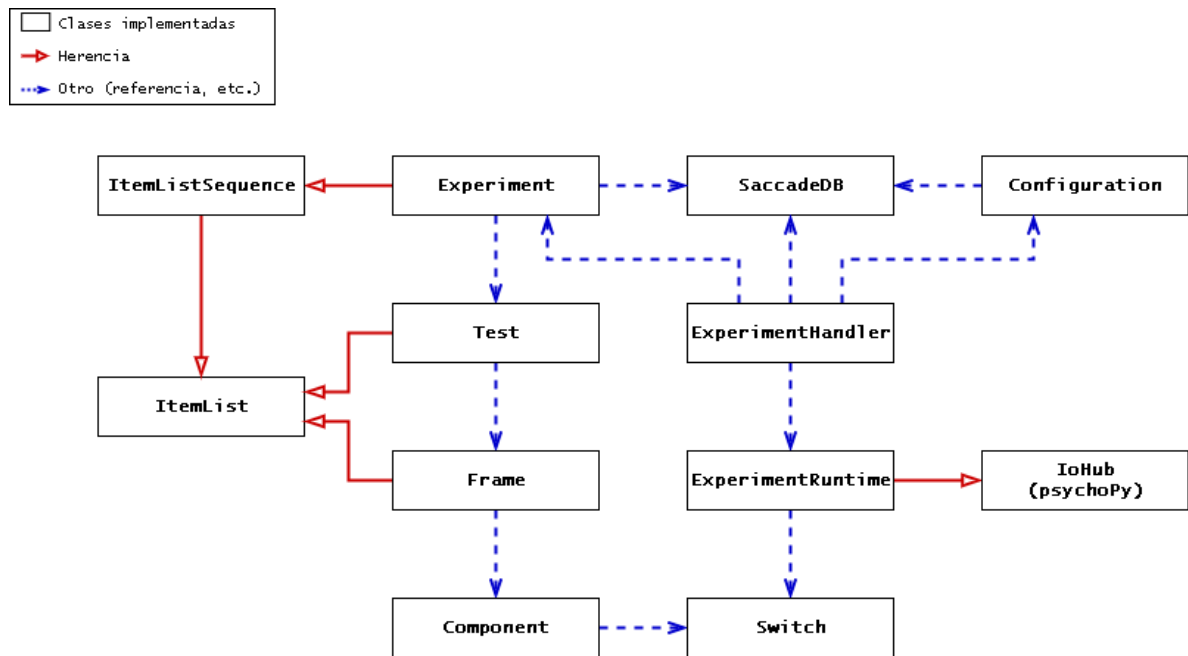 Clases implementadas
Herencia
Otro (referencia, etc.)
ItemListSequence
Experiment
SaccadeDB
Configuration
Test
ExperimentHandler
ItemList
Frame
ExperimentRuntime
IoHub
(psychoPy)
Component
Switch